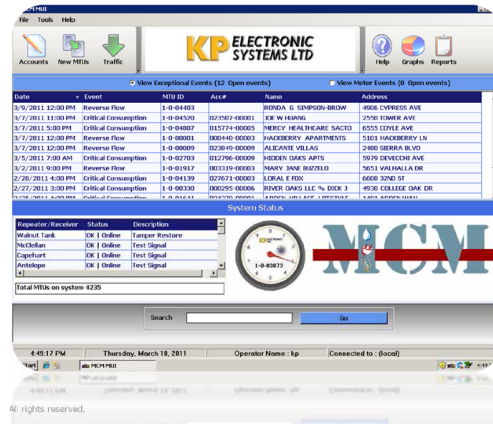 MCM MUI
File Tools Help
Accounts New MTUs Traffic
KP ELECTRONIC SYSTEMS LTD
Help Graphs Reports
View Exceptional Events (12 Open events) View Meter Events (0 Open events)
Date Event MTU ID Acc# Name Address
3/9/2011 12:00 PM Reverse Flow 1-0-04403 RONDA G SIMPSON-BROW 4906 CYPRESS AVE
3/7/2011 11:00 AM Critical Consumption 1-0-04520 023507-00001 JOE W HUANG 2550 TOWER AVE
3/7/2011 11:00 AM Critical Consumption 1-0-04807 015774-00005 MERCY HEALTHCARE SACTO 6555 COYLE AVE
3/7/2011 12:00 PM Reverse Flow 1-0-00001 000440-00003 HACKBERRY APARTMENTS 5101 HACKBERRY LN
3/6/2011 12:00 PM Reverse Flow 1-0-00009 023849-00009 ALICANTE VILLAS 2400 SIERRA BLVD
3/5/2011 7:00 AM Critical Consumption 1-0-02703 012796-00009 HIDDEN OAKS APTS 5979 DEVECCHI AVE
3/2/2011 9:00 PM Reverse Flow 1-0-01917 003319-00003 MARY JANE BUZZELO 5651 VALHALLA DR
2/28/2011 4:00 PM Critical Consumption 1-0-04139 027671-00003 LORAL E FOX 6608 32ND ST
2/27/2011 3:00 PM Critical Consumption 1-0-00330 000295-00006 RIVER OAKS LLC % DICK J 4930 COLLEGE OAK DR
System Status
Repeater/Receiver Status Description
Walnut Tank OK | Online Tamper Restore
McClellan OK | Online Test Signal
Capehart OK | Online Test Signal
Antelope OK | Online Test Signal
1-0-03873
MCM
Total MTUs on system 4235
Search Go
4:49:17 PM Thursday, March 10, 2011 Operator Name : kp Connected to : (local)
Start MCM MUI
All rights reserved.